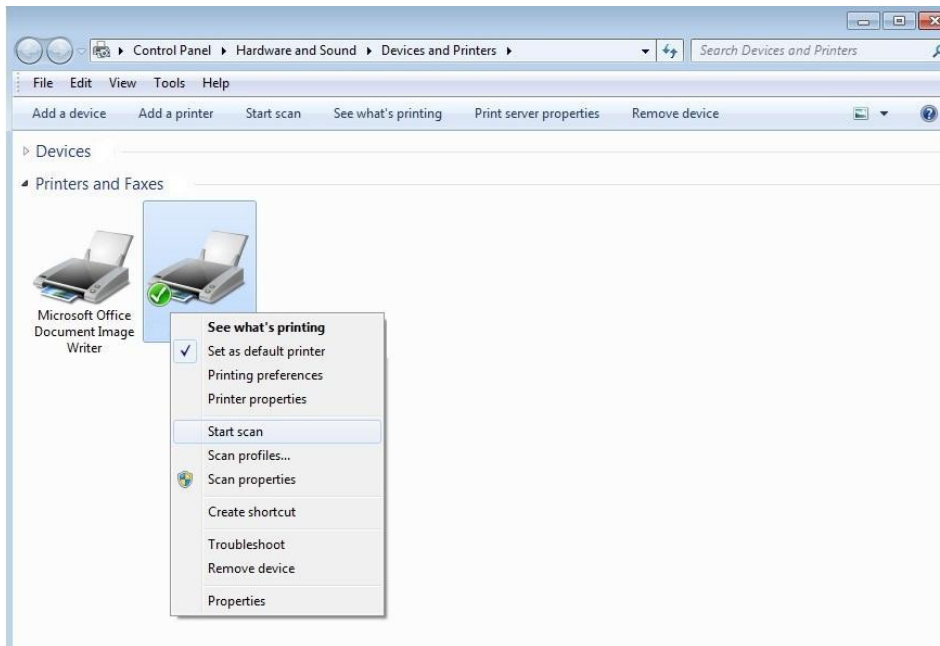 Control Panel Hardware and Sound Devices and Printers Search Devices and Printers
File Edit View Tools Help
Add a device Add a printer Start scan See what's printing Print server properties Remove device
Devices
Printers and Faxes
Microsoft Office
Document Image
Writer
See what's printing
Set as default printer
Printing preferences
Printer properties
Start scan
Scan profiles...
Scan properties
Create shortcut
Troubleshoot
Remove device
Properties